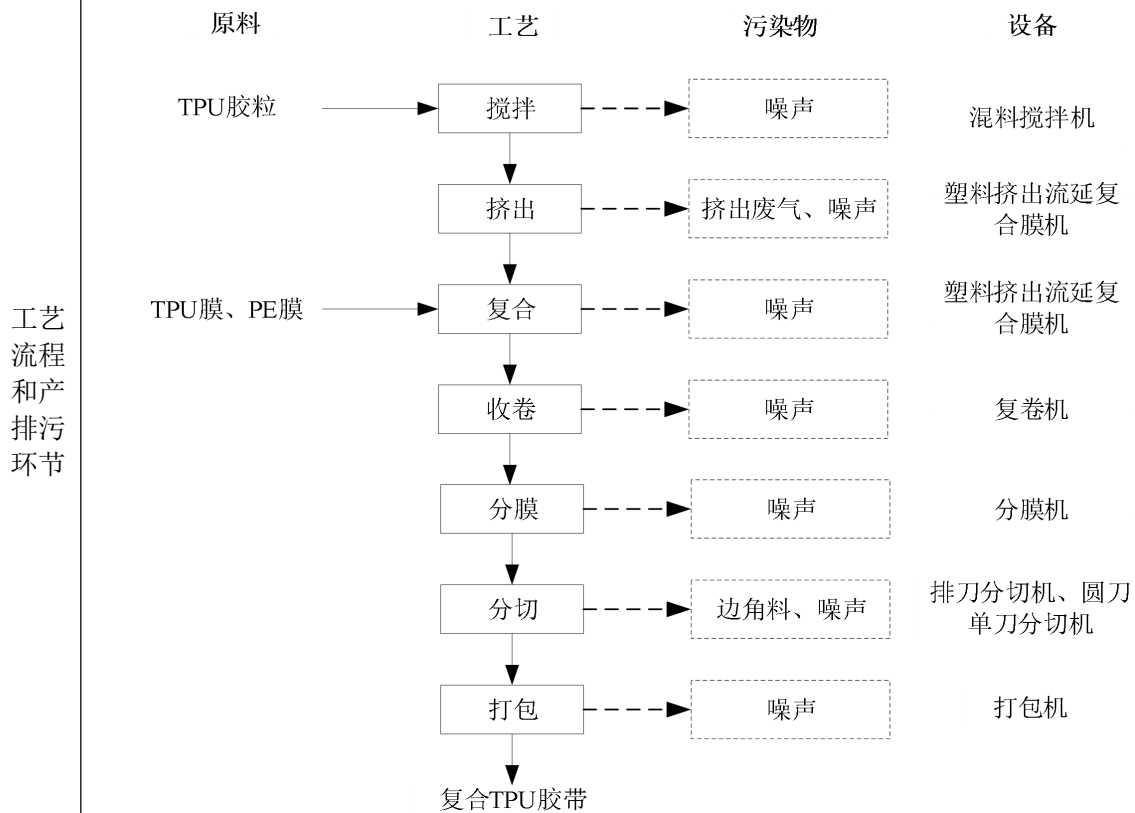 原料 工艺 污染物 设备
TPU胶粒 搅拌 噪声 混料搅拌机
挤出 挤出废气、噪声 塑料挤出流延复
合膜机
TPU膜、PE膜 复合 噪声 塑料挤出流延复
合膜机
工艺
流程
和产
排污
环节
收卷 噪声 复卷机
分膜 噪声 分膜机
分切 边角料、噪声 排刀分切机、圆刀
单刀分切机
打包 噪声 打包机
复合TPU胶带